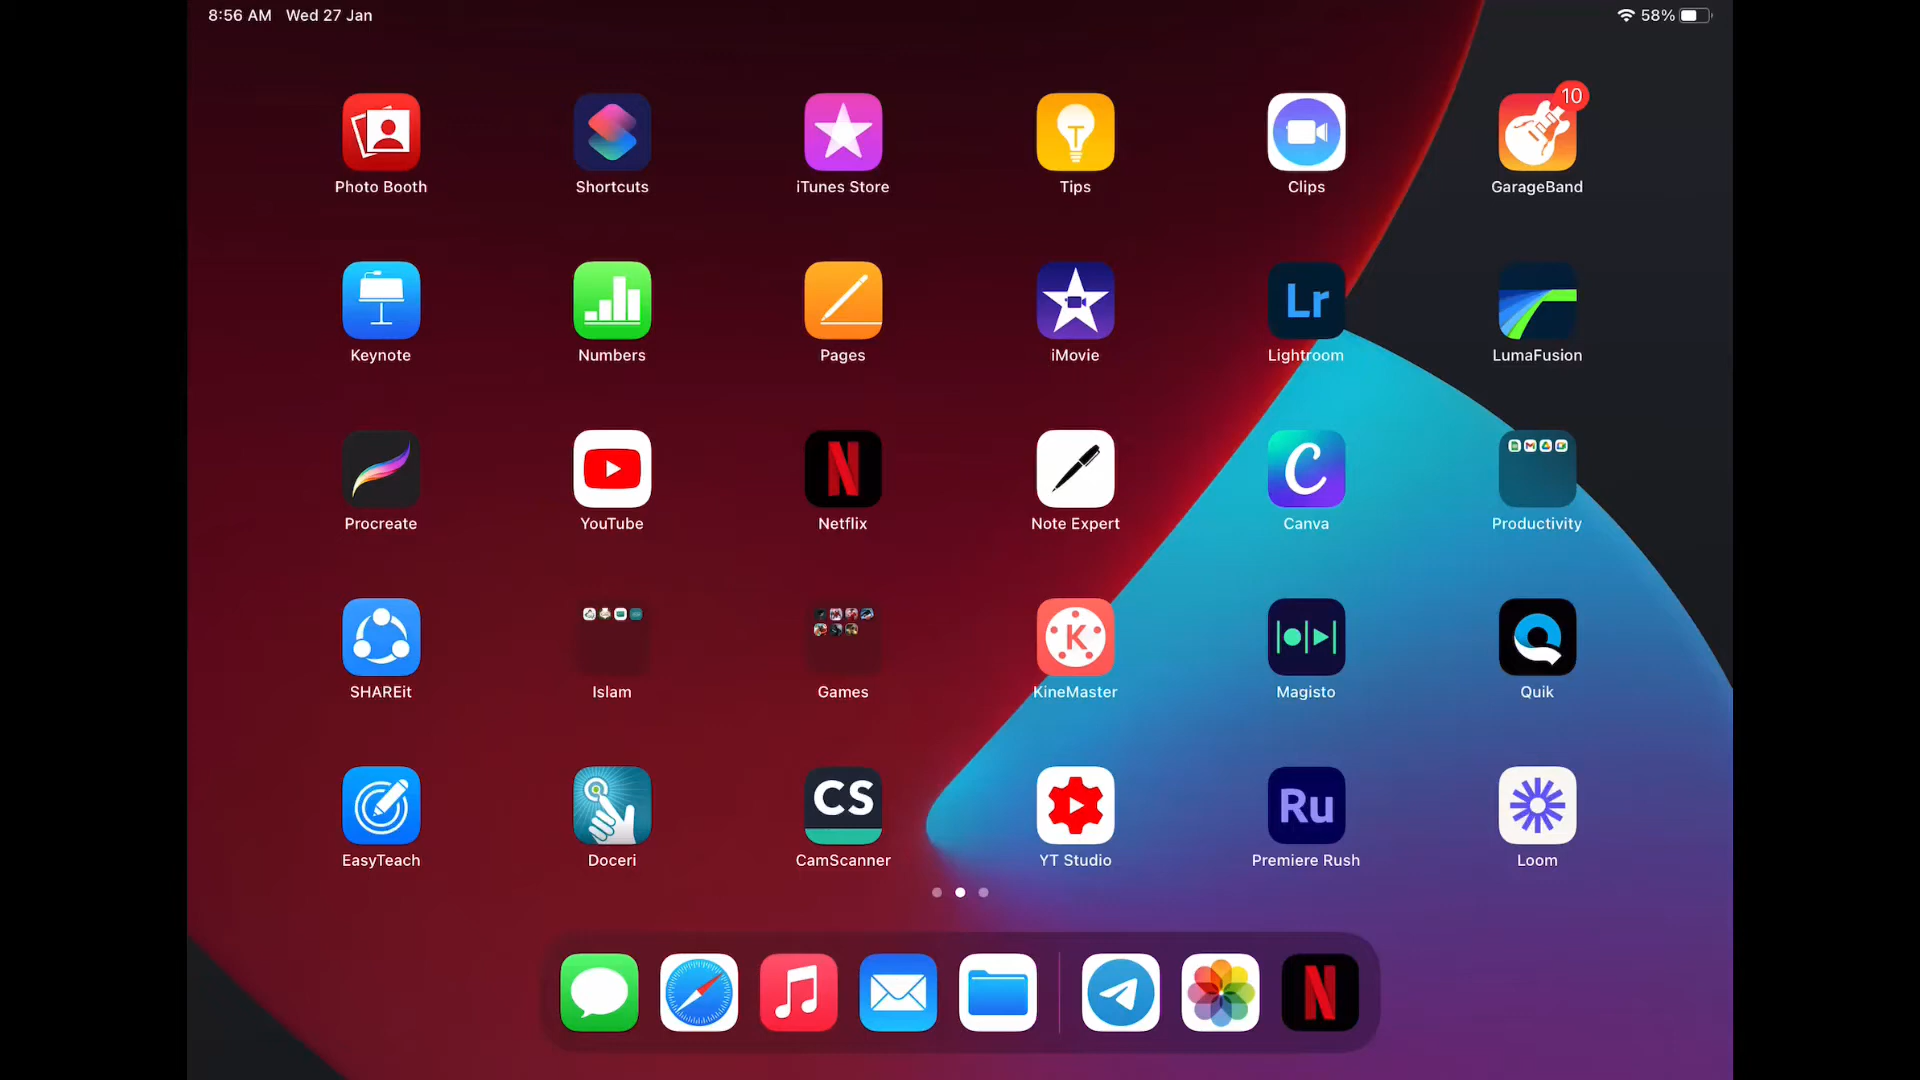 8:56 AM Wed 27 Jan 58%
10
Photo Booth Shortcuts iTunes Store Tips Clips GarageBand
Lr
Keynote Numbers Pages iMovie Lightroom LumaFusion
N C
Procreate YouTube Netflix Note Expert Canva Productivity
K
SHAREit Islam Games KineMaster Magisto Quik
CS Ru
EasyTeach Doceri CamScanner YT Studio Premiere Rush Loom
N